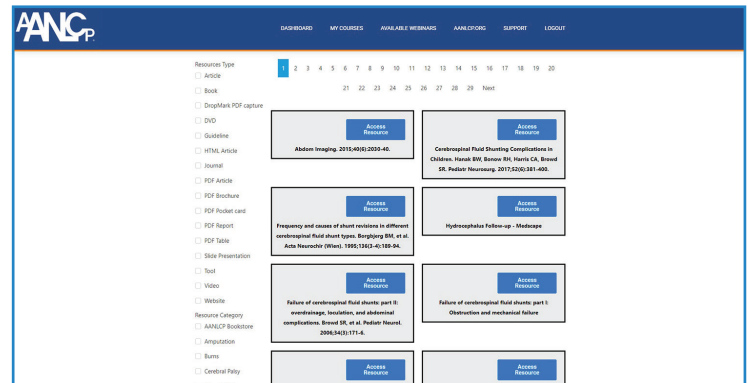 AANLCP
DASHBOARD MY COURSES AVAILABLE WEBINARS AANLCP.ORG SUPPORT LOGOUT
Resources Type
Article
Book
DropMark PDF capture
DVD
Guideline
HTML Article
Journal
PDF Article
PDF Brochure
PDF Pocket card
PDF Report
PDF Table
Slide Presentation
Tool
Video
Website
Resource Category
AANLCP Bookstore
Amputation
Burns
Cerebral Palsy
1 2 3 4 5 6 7 8 9 10 11 12 13 14 15 16 17 18 19 20
21 22 23 24 25 26 27 28 29 Next
Access
Resource
Abdom Imaging. 2015;40(6):2030-40.
Access
Resource
Cerebrospinal Fluid Shunting Complications in
Children. Hanak BW, Bonow RH, Harris CA, Browd
SR. Pediatr Neurosurg. 2017;52(6):381-400.
Access
Resource
Frequency and causes of shunt revisions in different
cerebrospinal fluid shunt types. Borgbjerg BM, et al.
Acta Neurochir (Wien). 1995;136(3-4):189-94.
Access
Resource
Hydrocephalus Follow-up - Medscape
Access
Resource
Failure of cerebrospinal fluid shunts: part II:
overdrainage, loculation, and abdominal
complications. Browd SR, et al. Pediatr Neurol.
2006;34(3):171-6.
Access
Resource
Failure of cerebrospinal fluid shunts: part I:
Obstruction and mechanical failure
Access
Resource
Access
Resource